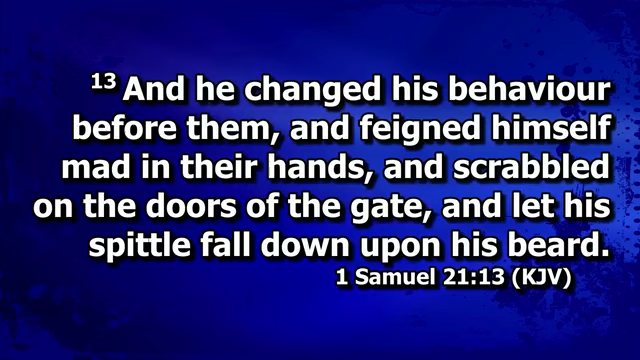 13 And he changed his behaviour
before them, and feigned himself
mad in their hands, and scrabbled
on the doors of the gate, and let his
spittle fall down upon his beard.
1 Samuel 21:13 (KJV)